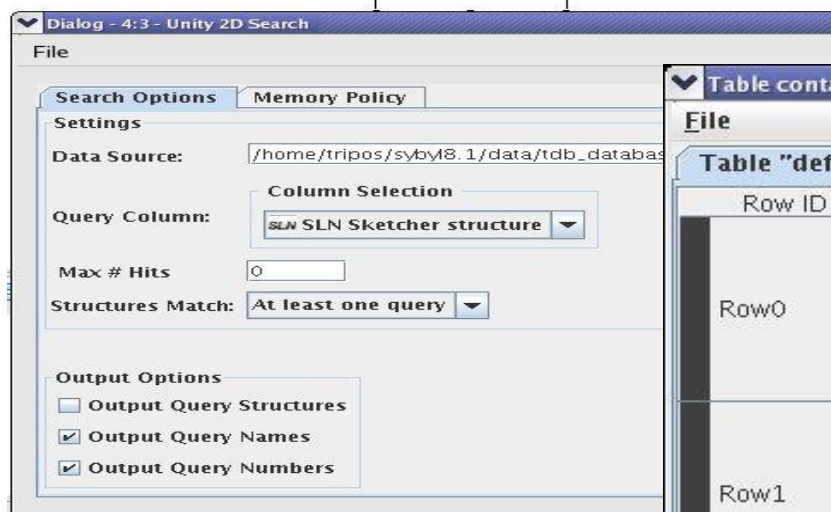 Dialog - 4:3 - Unity 2D Search
File
Search Options
Memory Policy
Settings
Data Source:
/home/tripos/sybyl8.1/data/tdb_databas
Column Selection
Query Column:
SLN SLN Sketcher structure
Max # Hits
0
Structures Match:
At least one query
Output Options
Output Query Structures
Output Query Names
Output Query Numbers
Table conta
File
Table "def
Row ID
Row0
Row1